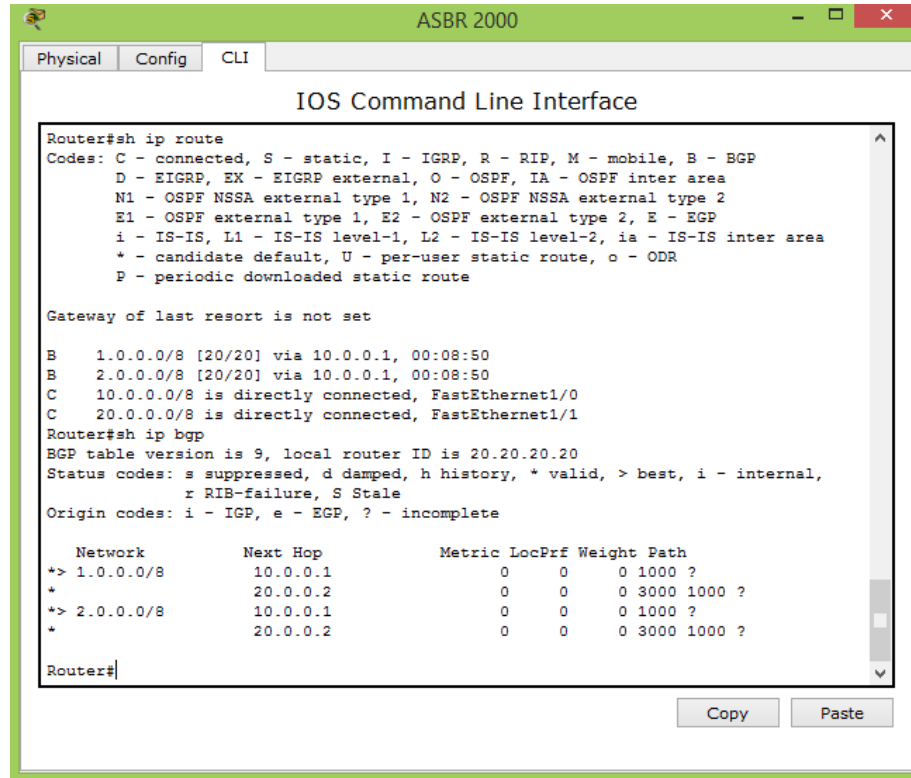 ASBR 2000
Physical Config CLI
IOS Command Line Interface
Router#sh ip route
Codes: C - connected, S - static, I - IGRP, R - RIP, M - mobile, B - BGP
D - EIGRP, EX - EIGRP external, O - OSPF, IA - OSPF inter area
N1 - OSPF NSSA external type 1, N2 - OSPF NSSA external type 2
E1 - OSPF external type 1, E2 - OSPF external type 2, E - EGP
i - IS-IS, L1 - IS-IS level-1, L2 - IS-IS level-2, ia - IS-IS inter area
* - candidate default, U - per-user static route, o - ODR
P - periodic downloaded static route
Gateway of last resort is not set
B 1.0.0.0/8 [20/20] via 10.0.0.1, 00:08:50
B 2.0.0.0/8 [20/20] via 10.0.0.1, 00:08:50
C 10.0.0.0/8 is directly connected, FastEthernet1/0
C 20.0.0.0/8 is directly connected, FastEthernet1/1
Router#sh ip bgp
BGP table version is 9, local router ID is 20.20.20.20
Status codes: s suppressed, d damped, h history, * valid, > best, i - internal,
r RIB-failure, S Stale
Origin codes: i - IGP, e - EGP, ? - incomplete
Network Next Hop Metric LocPrf Weight Path
*> 1.0.0.0/8 10.0.0.1 0 0 0 1000 ?
* 20.0.0.2 0 0 0 3000 1000 ?
*> 2.0.0.0/8 10.0.0.1 0 0 0 1000 ?
* 20.0.0.2 0 0 0 3000 1000 ?
Router#
Copy Paste